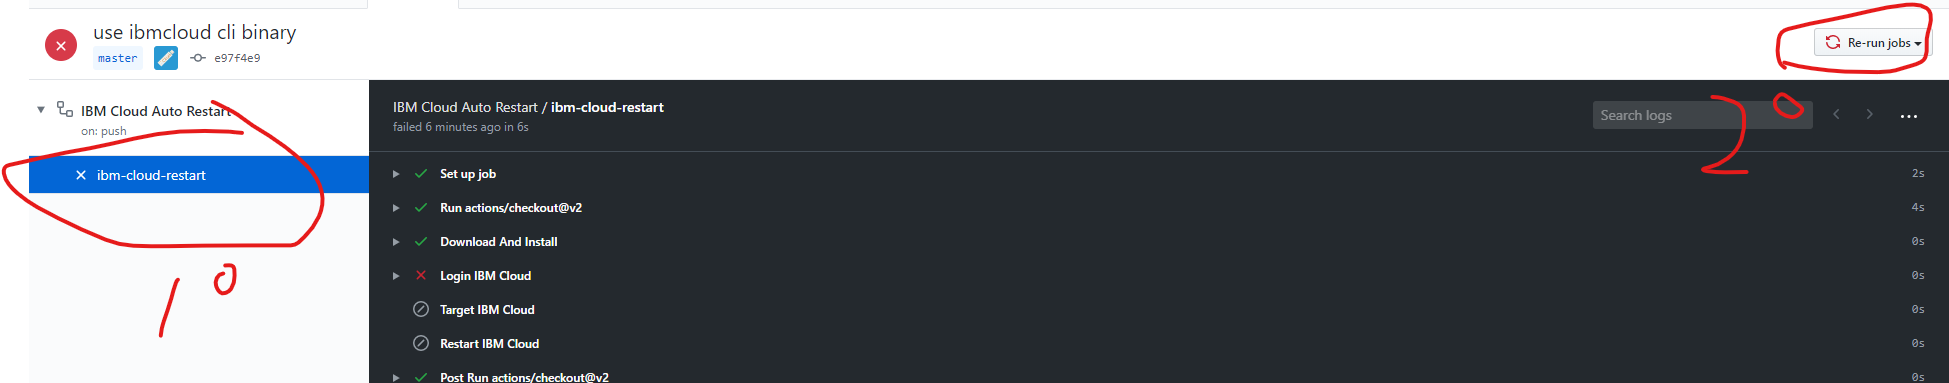 use ibmcloud cli binary
master e97f4e9
Re-run jobs
IBM Cloud Auto Restart
on: push
ibm-cloud-restart
1°
IBM Cloud Auto Restart / ibm-cloud-restart
failed 6 minutes ago in 6s
Search logs
2°
Set up job 2s
Run actions/checkout@v2 4s
Download And Install 0s
Login IBM Cloud 0s
Target IBM Cloud 0s
Restart IBM Cloud 0s
Post Run actions/checkout@v2 0s